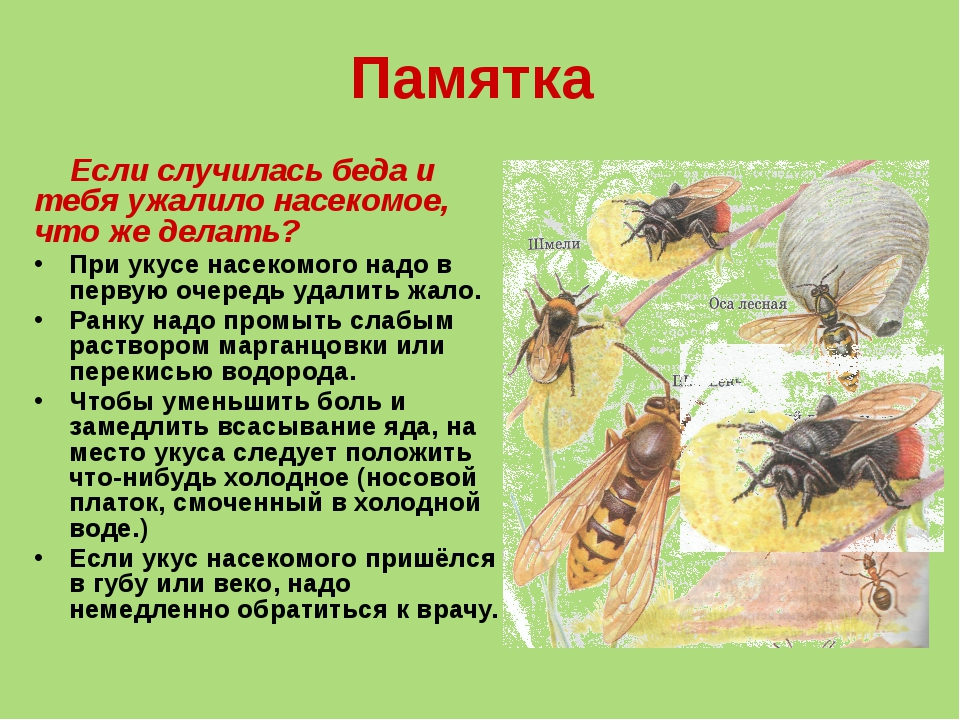 Памятка
Если случилась беда и
тебя ужалило насекомое,
что же делать?
• При укусе насекомого надо в
первую очередь удалить жало.
• Ранку надо промыть слабым
раствором марганцовки или
перекисью водорода.
• Чтобы уменьшить боль и
замедлить всасывание яда, на
место укуса следует положить
что-нибудь холодное (носовой
платок, смоченный в холодной
воде.)
• Если укус насекомого пришёлся
в губу или веко, надо
немедленно обратиться к врачу.
Шмели
Оса лесная